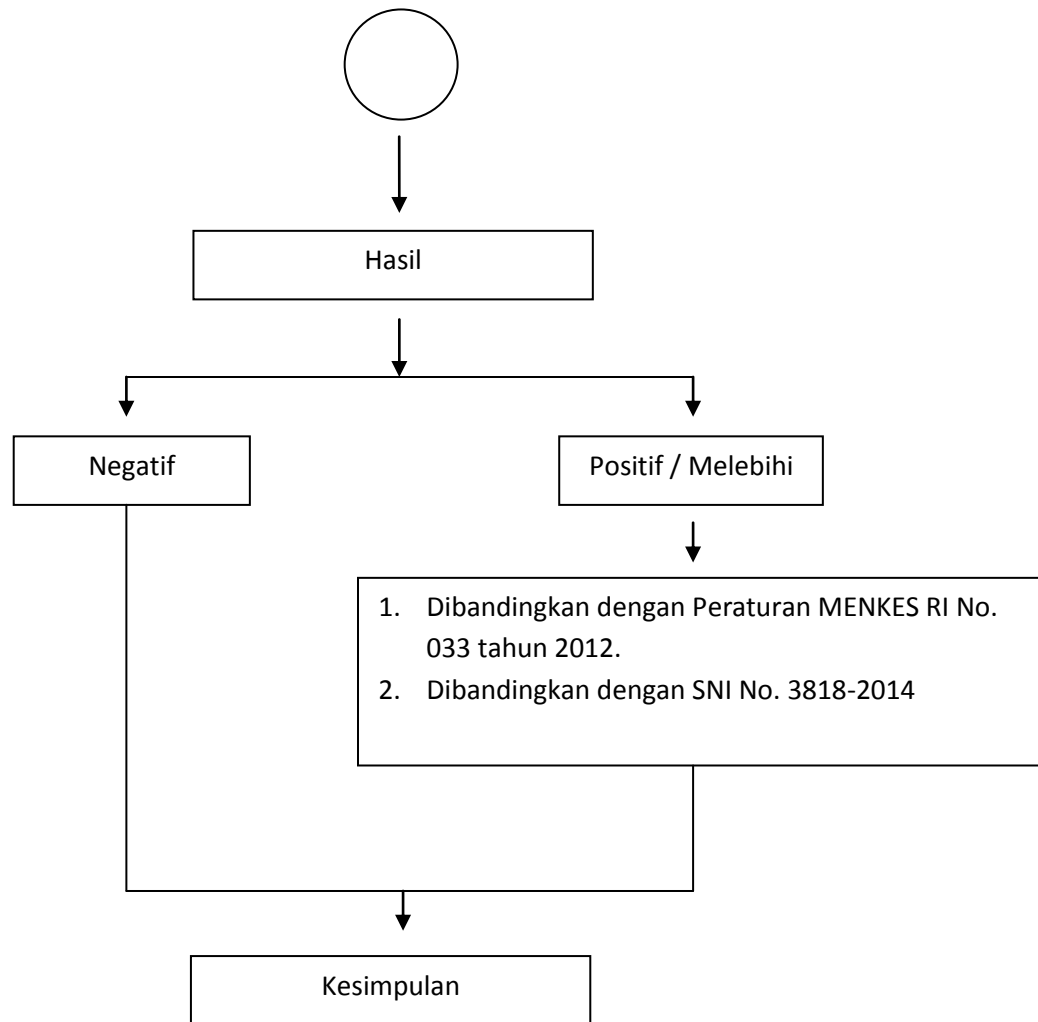 Hasil
Negatif
Positif / Melebihi
1. Dibandingkan dengan Peraturan MENKES RI No.
033 tahun 2012.
2. Dibandingkan dengan SNI No. 3818-2014
Kesimpulan